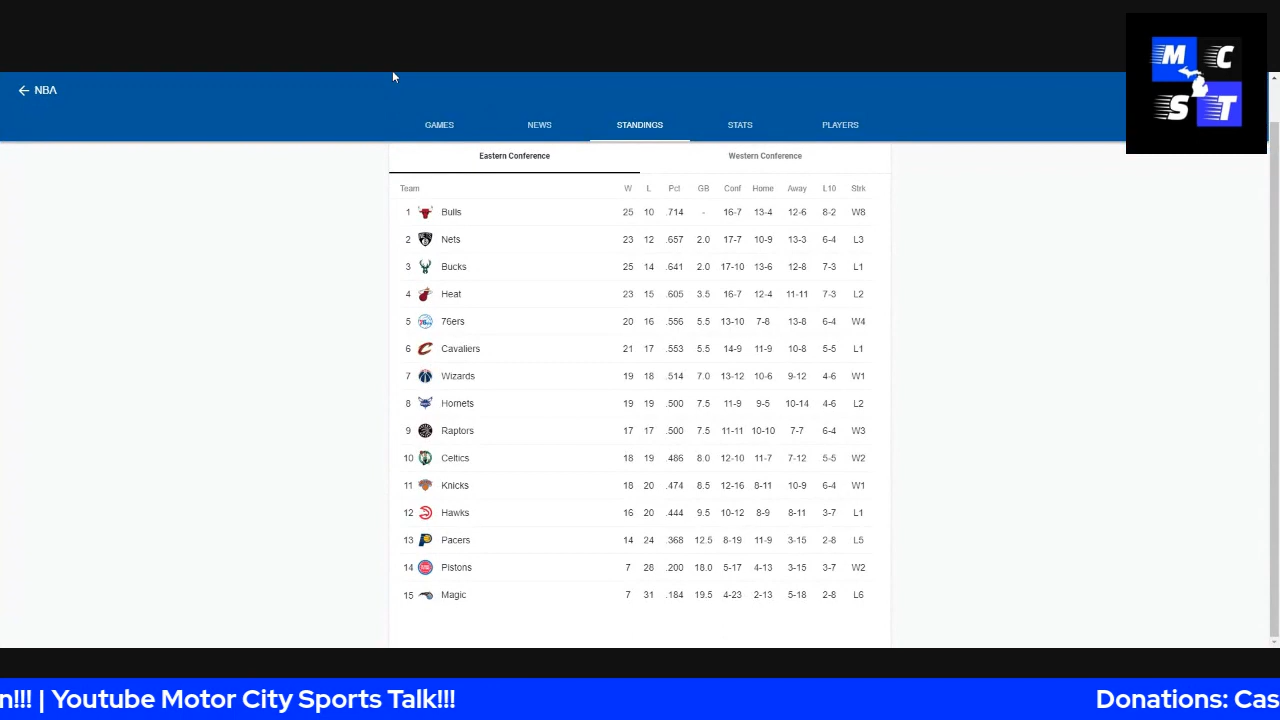 M C
S T
NBA
GAMES NEWS STANDINGS STATS PLAYERS
Eastern Conference Western Conference
Team W L Pct GB Conf Home Away L10 Strk
1 Bulls 25 10 .714 - 16-7 13-4 12-6 8-2 W8
2 Nets 23 12 .657 2.0 17-7 10-9 13-3 6-4 L3
3 Bucks 25 14 .641 2.0 17-10 13-6 12-8 7-3 L1
4 Heat 23 15 .605 3.5 16-7 12-4 11-11 7-3 L2
5 76ers 20 16 .556 5.5 13-10 7-8 13-8 6-4 W4
6 Cavaliers 21 17 .553 5.5 14-9 11-9 10-8 5-5 L1
7 Wizards 19 18 .514 7.0 13-12 10-6 9-12 4-6 W1
8 Hornets 19 19 .500 7.5 11-9 9-5 10-14 4-6 L2
9 Raptors 17 17 .500 7.5 11-11 10-10 7-7 6-4 W3
10 Celtics 18 19 .486 8.0 12-10 11-7 7-12 5-5 W2
11 Knicks 18 20 .474 8.5 12-16 8-11 10-9 6-4 W1
12 Hawks 16 20 .444 9.5 10-12 8-9 8-11 3-7 L1
13 Pacers 14 24 .368 12.5 8-19 11-9 3-15 2-8 L5
14 Pistons 7 28 .200 18.0 5-17 4-13 3-15 3-7 W2
15 Magic 7 31 .184 19.5 4-23 2-13 5-18 2-8 L6
n!!! | Youtube Motor City Sports Talk!!! Donations: Cas